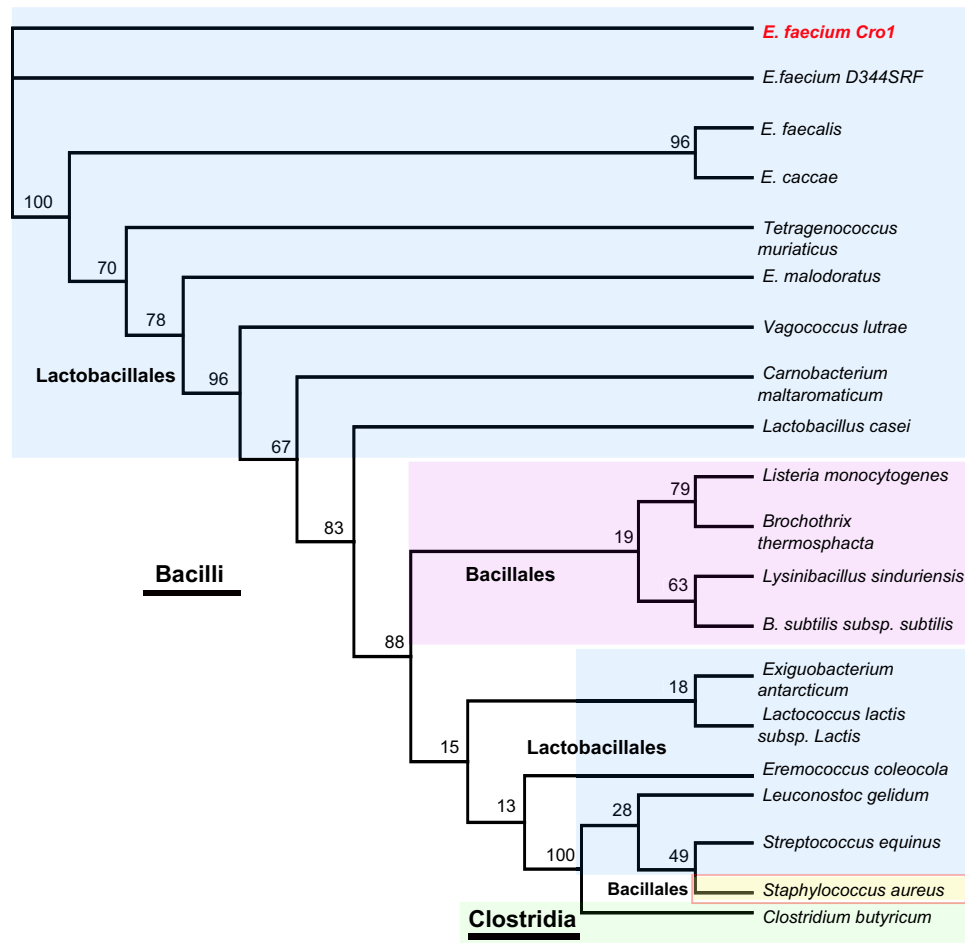 E. faecium Cro1
E.faecium D344SRF
E. faecalis
96
E. caccae
100
Tetragenococcus
muriaticus
70
E. malodoratus
78
Vagococcus lutrae
Lactobacillales
96
Carnobacterium
maltaromaticum
67
Lactobacillus casei
Listeria monocytogenes
79
Brochothrix
thermosphacta
83
19
Bacilli
Bacillales
Lysinibacillus sinduriensis
63
B. subtilis subsp. subtilis
88
Exiguobacterium
antarcticum
18
Lactococcus lactis
subsp. Lactis
15
Lactobacillales
Eremococcus coleocola
Leuconostoc gelidum
13
28
Streptococcus equinus
100
49
Bacillales
Staphylococcus aureus
Clostridia
Clostridium butyricum